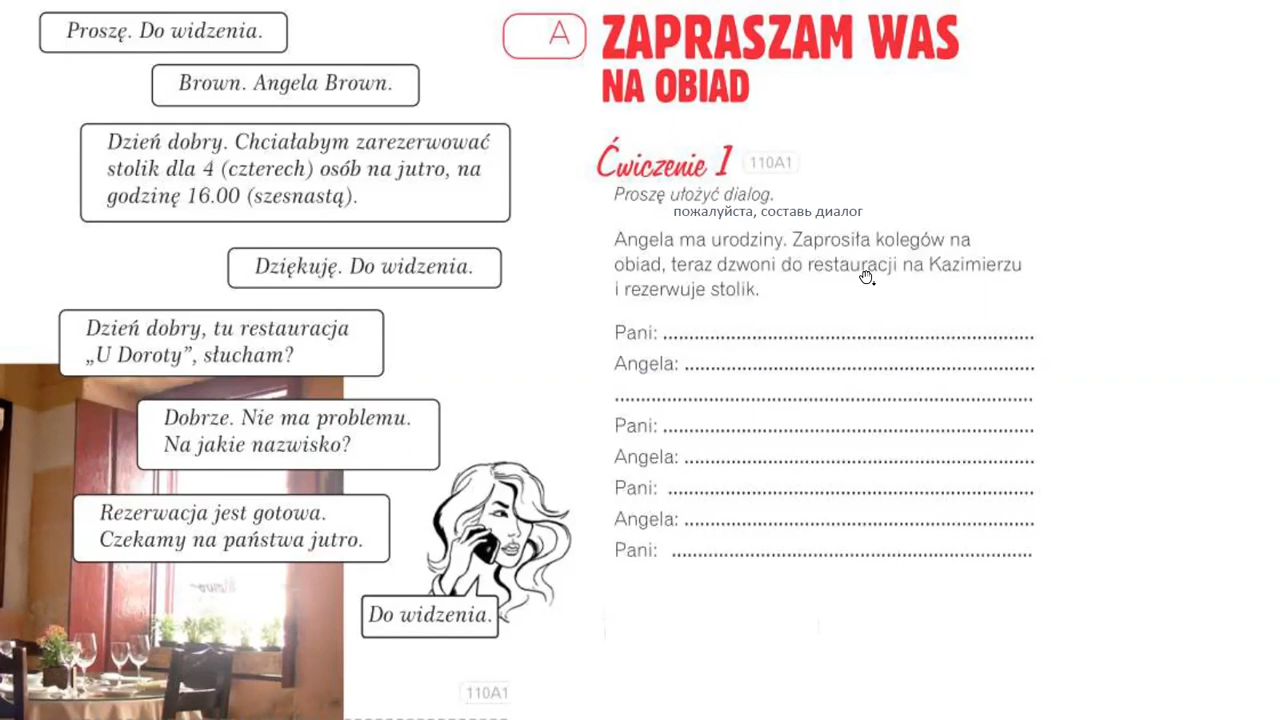 Proszę. Do widzenia.
Brown. Angela Brown.
Dzień dobry. Chciałabym zarezerwować
stolik dla 4 (czterech) osób na jutro, na
godzinę 16.00 (szesnastą).
Dziękuję. Do widzenia.
Dzień dobry, tu restauracja
„U Doroty”, słucham?
Dobrze. Nie ma problemu.
Na jakie nazwisko?
Rezerwacja jest gotowa.
Czekamy na państwa jutro.
Do widzenia.
110A1
A
ZAPRASZAM WAS
NA OBIAD
Ćwiczenie 1 110A1
Proszę ułożyć dialog.
пожалуйста, составь диалог
Angela ma urodziny. Zaprosiła kolegów na
obiad, teraz dzwoni do restauracji na Kazimierzu
i rezerwuje stolik.
Pani:
Angela:
Pani:
Angela:
Pani:
Angela:
Pani: